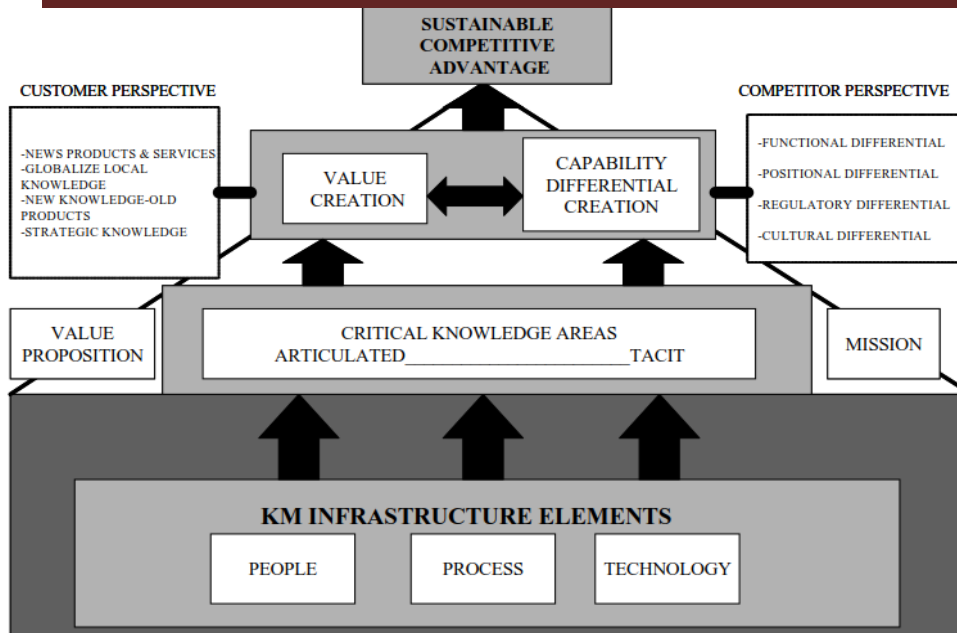 SUSTAINABLE
COMPETITIVE
ADVANTAGE
CUSTOMER PERSPECTIVE
-NEWS PRODUCTS & SERVICES
-GLOBALIZE LOCAL
KNOWLEDGE
-NEW KNOWLEDGE-OLD
PRODUCTS
-STRATEGIC KNOWLEDGE
VALUE
CREATION
CAPABILITY
DIFFERENTIAL
CREATION
COMPETITOR PERSPECTIVE
-FUNCTIONAL DIFFERENTIAL
-POSITIONAL DIFFERENTIAL
-REGULATORY DIFFERENTIAL
-CULTURAL DIFFERENTIAL
VALUE
PROPOSITION
CRITICAL KNOWLEDGE AREAS
ARTICULATED_______________________TACIT
MISSION
KM INFRASTRUCTURE ELEMENTS
PEOPLE
PROCESS
TECHNOLOGY